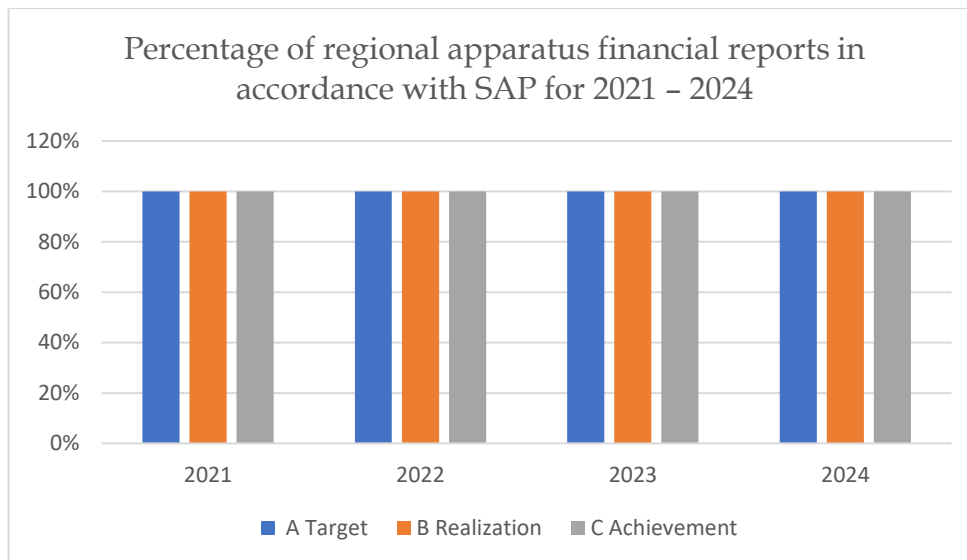 Percentage of regional apparatus financial reports in
accordance with SAP for 2021 – 2024
120%
100%
80%
60%
40%
20%
0%
2021 2022 2023 2024
A Target B Realization C Achievement